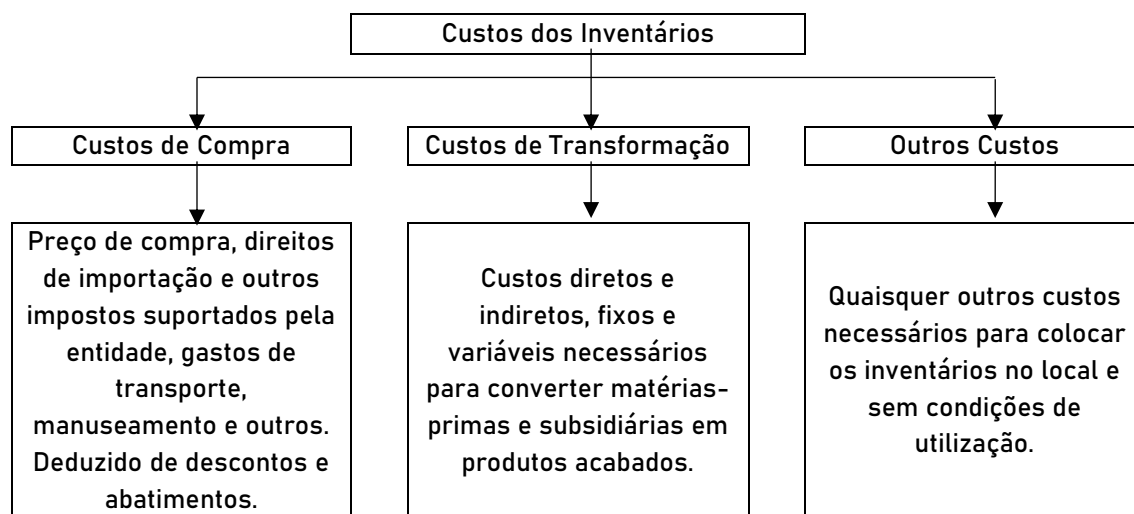 Custos dos Inventários
Custos de Compra
Custos de Transformação
Outros Custos
Preço de compra, direitos
de importação e outros
impostos suportados pela
entidade, gastos de
transporte,
manuseamento e outros.
Deduzido de descontos e
abatimentos.
Custos diretos e
indiretos, fixos e
variáveis necessários
para converter matérias-
primas e subsidiárias em
produtos acabados.
Quaisquer outros custos
necessários para colocar
os inventários no local e
sem condições de
utilização.